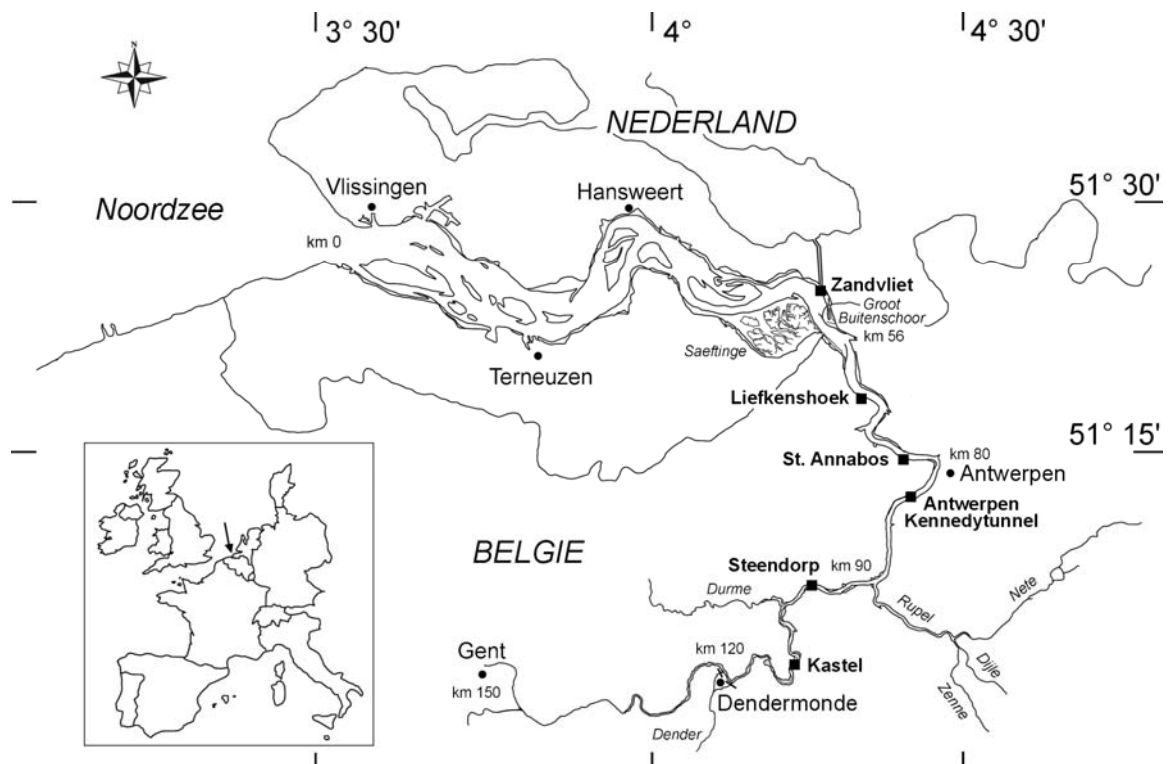 3° 30'
4°
4° 30'
N
NEDERLAND
Vlissingen
Hansweert
51° 30'
Noordzee
km 0
Zandvliet
Groot
Buitenschoor
km 56
Saeftinge
Terneuzen
Liefkenshoek
51° 15'
St. Annabos
km 80
Antwerpen
Antwerpen
Kennedytunnel
BELGIE
Steendorp
km 90
Durme
Rupel
Nete
Gent
km 120
Kastel
Dijle
km 150
Zenne
Dendermonde
Dender